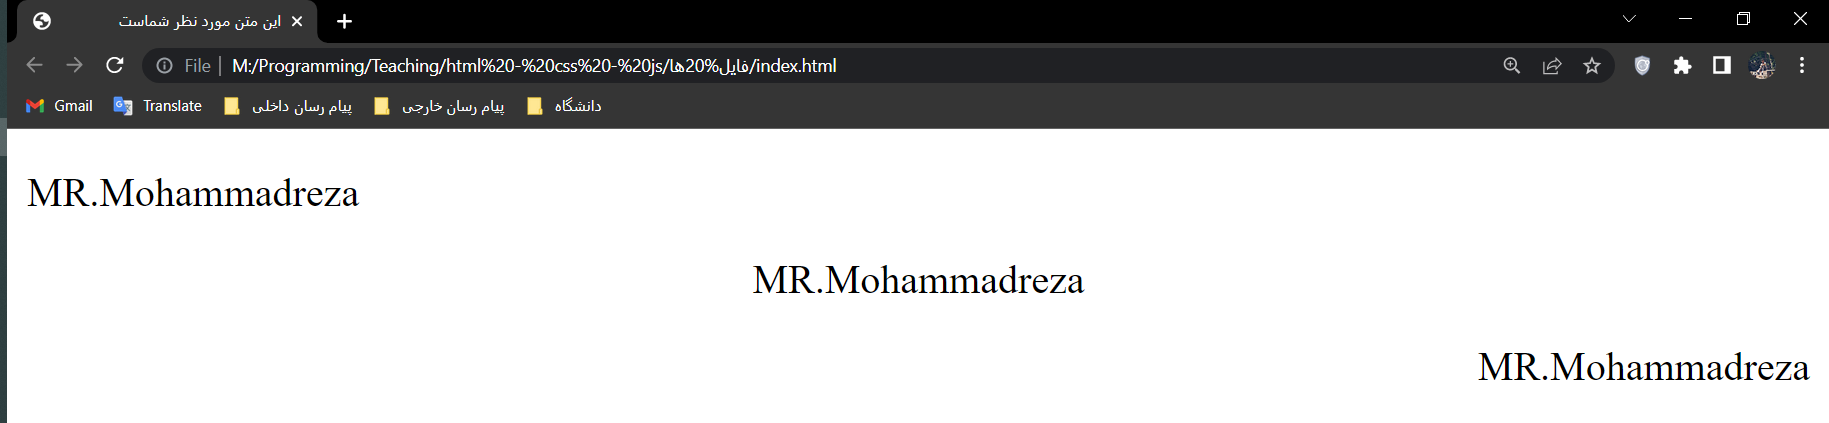 این متن مورد نظر شماست
File | M:/Programming/Teaching/html%20-%20css%20-%20js/فایل%20ها/index.html
Gmail Translate پیام رسان داخلی پیام رسان خارجی دانشگاه
MR.Mohammadreza
MR.Mohammadreza
MR.Mohammadreza